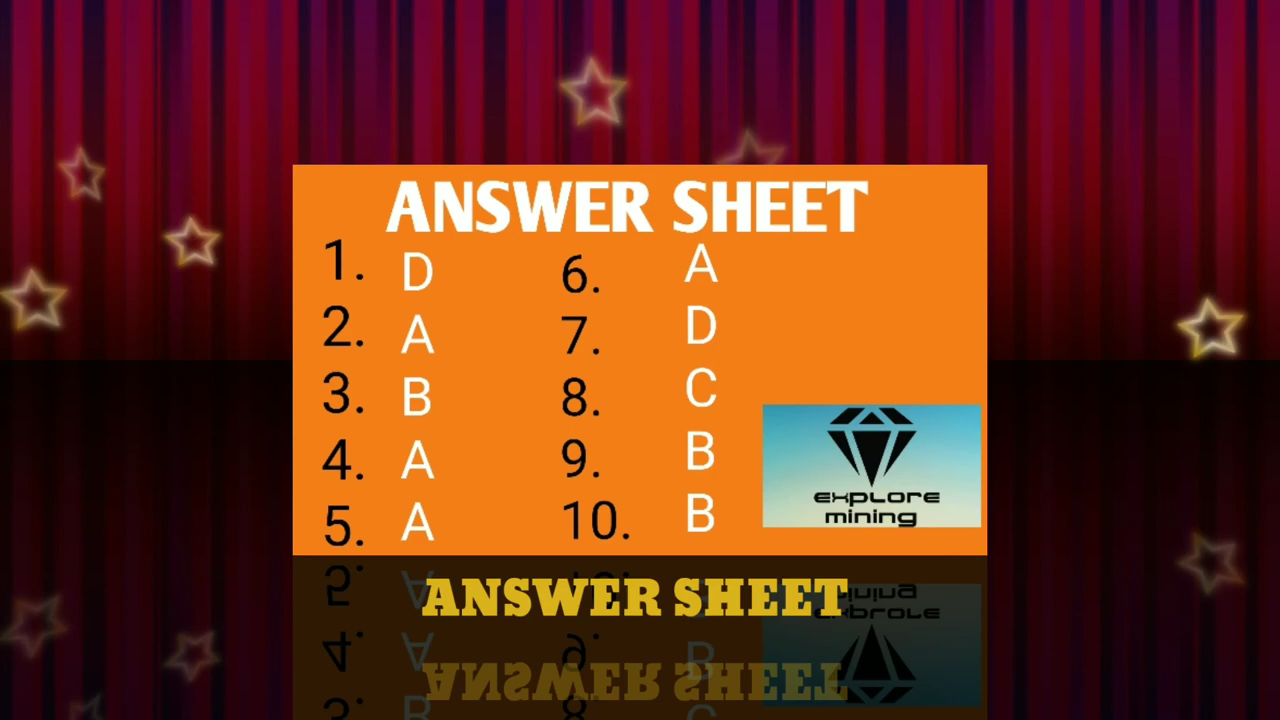 ANSWER SHEET
1. D
2. A
3. B
4. A
5. A
6. A
7. D
8. C
9. B
10. B
explore
mining
ANSWER SHEET